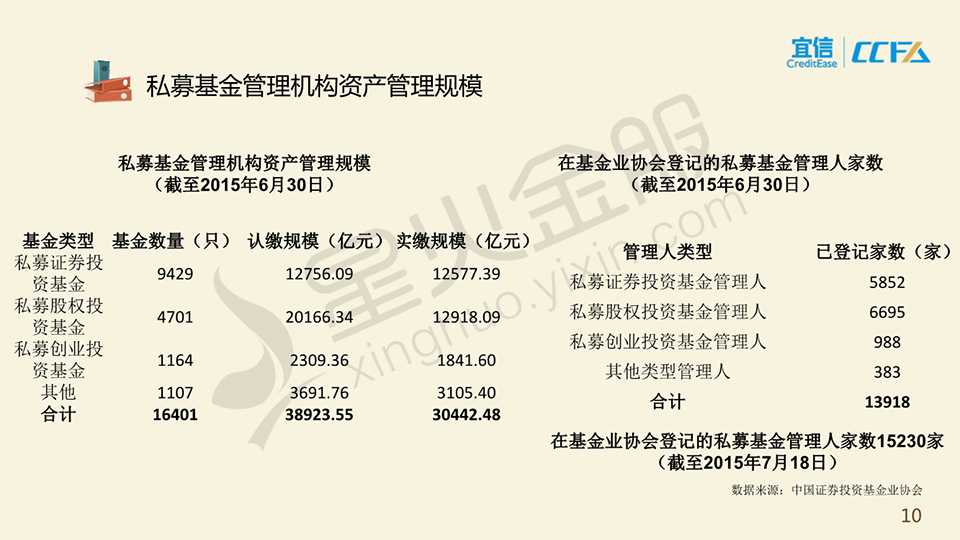 宜信
CreditEase
CCFA
私募基金管理机构资产管理规模
私募基金管理机构资产管理规模
（截至2015年6月30日）
基金类型 基金数量（只） 认缴规模（亿元） 实缴规模（亿元）
私募证券投
资基金 9429 12756.09 12577.39
私募股权投
资基金 4701 20166.34 12918.09
私募创业投
资基金 1164 2309.36 1841.60
其他 1107 3691.76 3105.40
合计 16401 38923.55 30442.48
在基金业协会登记的私募基金管理人家数
（截至2015年6月30日）
管理人类型 已登记家数（家）
私募证券投资基金管理人 5852
私募股权投资基金管理人 6695
私募创业投资基金管理人 988
其他类型管理人 383
合计 13918
在基金业协会登记的私募基金管理人家数15230家
（截至2015年7月18日）
数据来源：中国证券投资基金业协会
10
星火金服
xinghuo.yixin.com